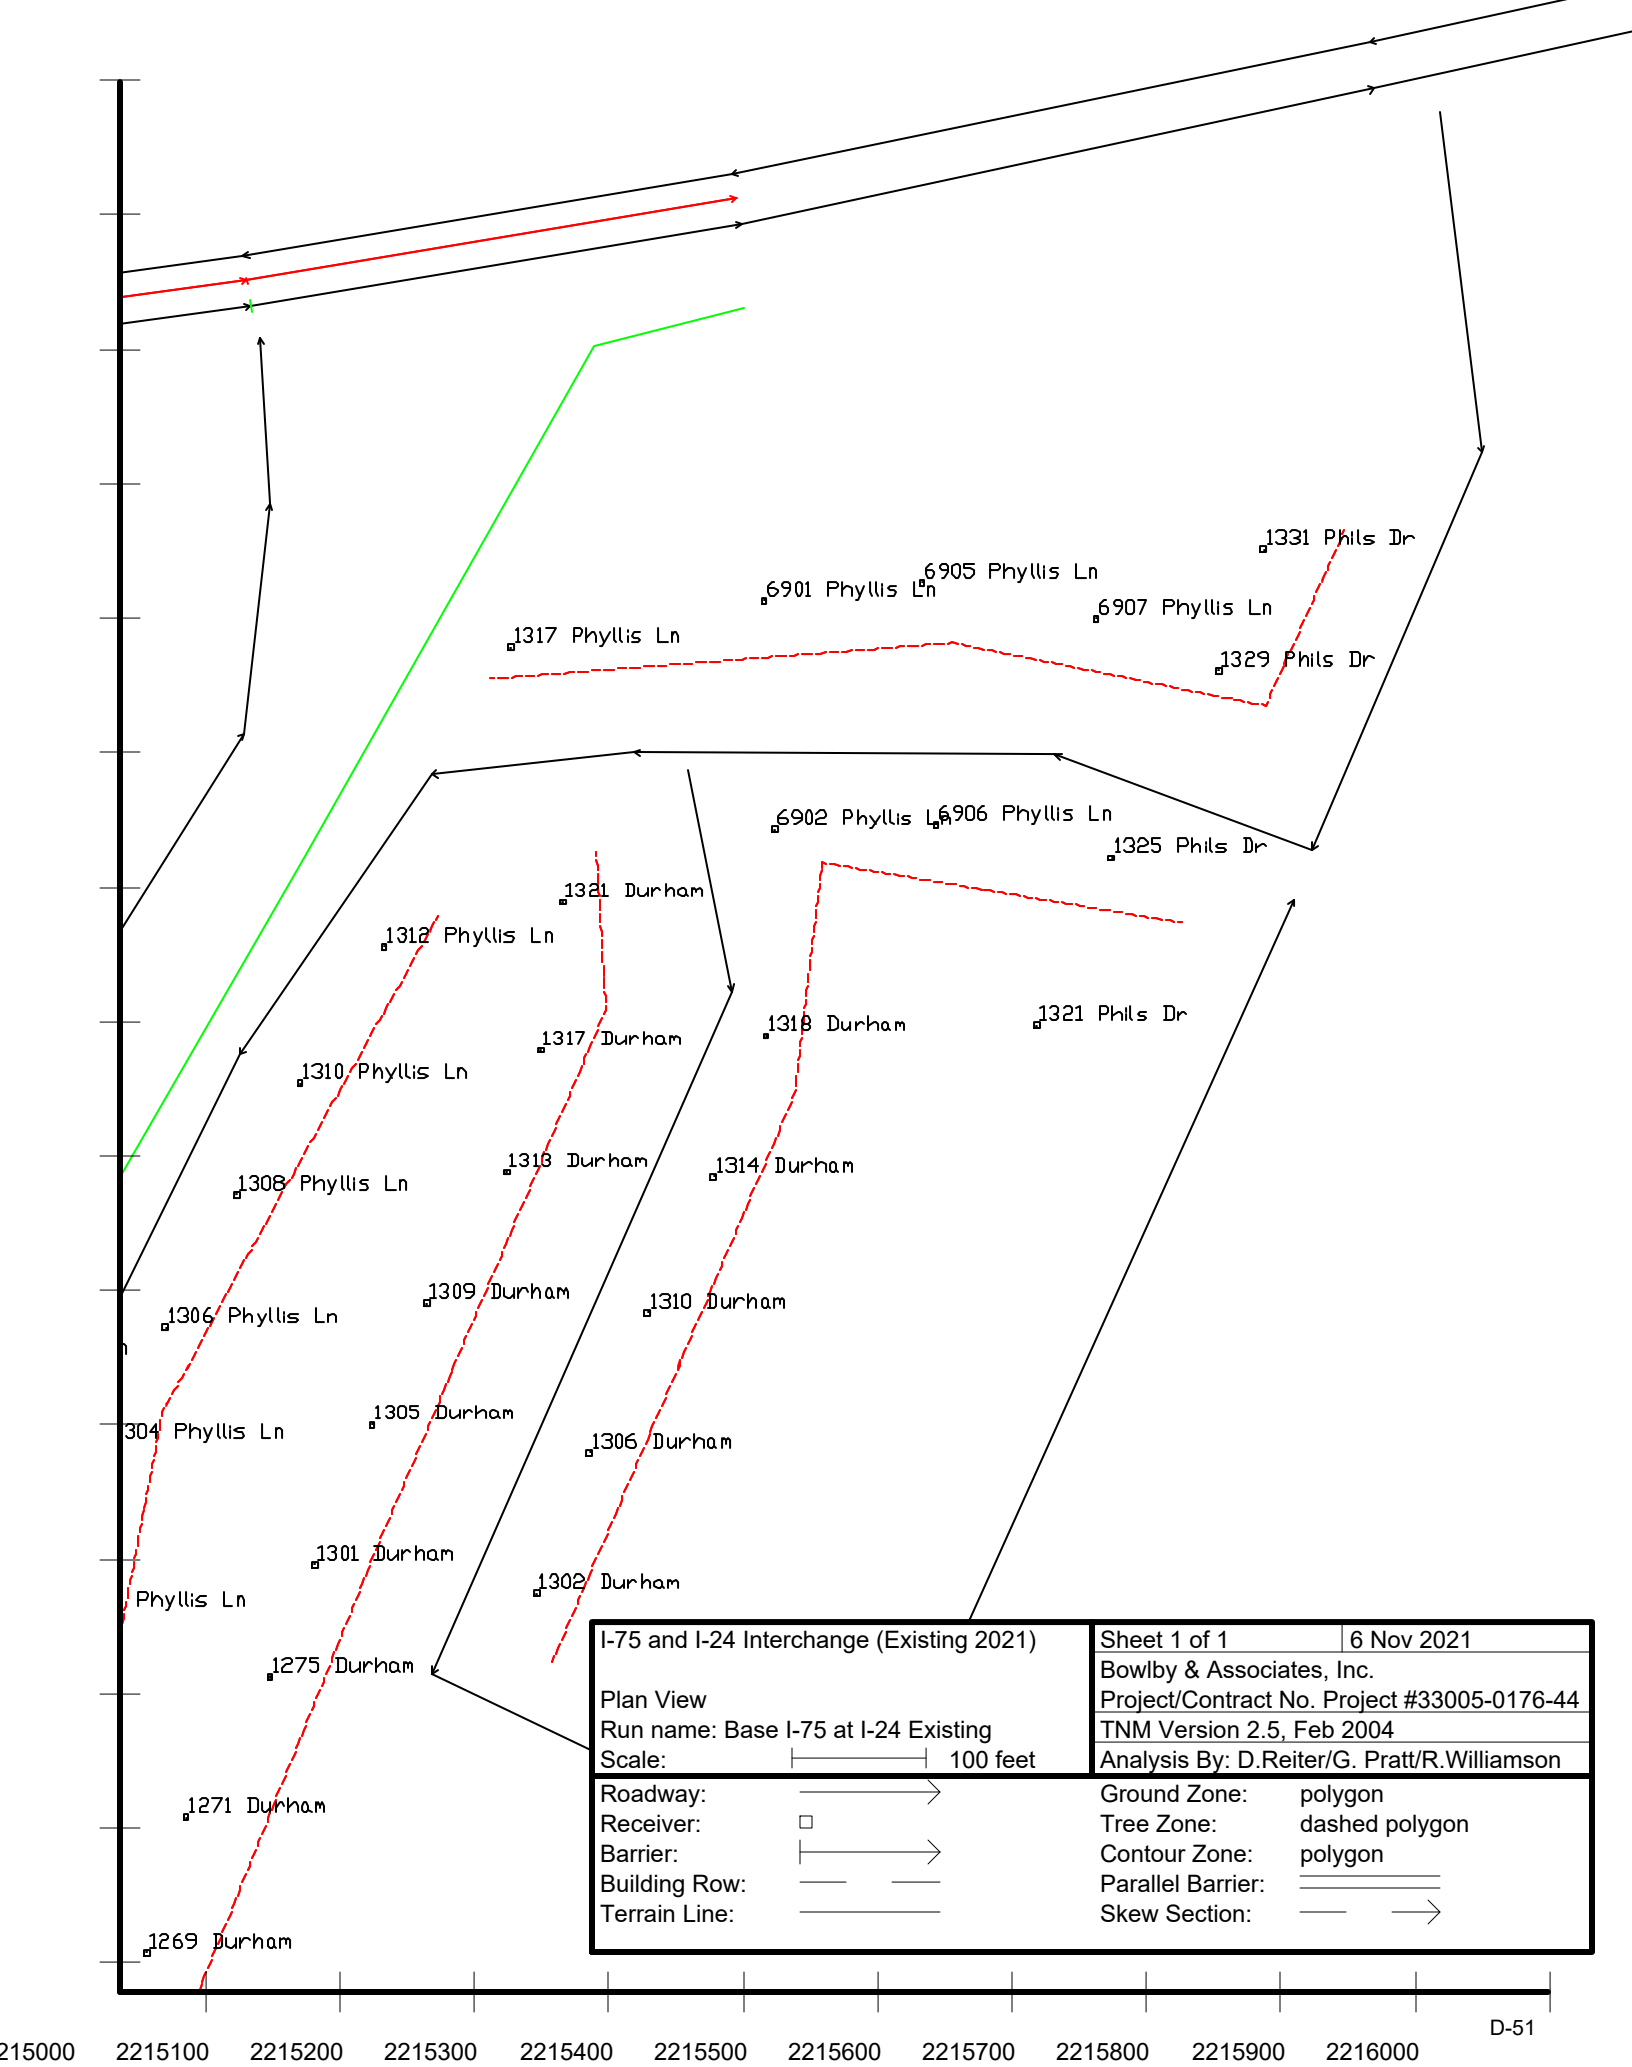 1331 Phils Dr
6905 Phyllis Ln
6901 Phyllis Ln
6907 Phyllis Ln
1317 Phyllis Ln
1329 Phils Dr
6902 Phyllis Ln
6906 Phyllis Ln
1325 Phils Dr
1321 Durham
1312 Phyllis Ln
1321 Phils Dr
1318 Durham
1317 Durham
1310 Phyllis Ln
1313 Durham
1314 Durham
1308 Phyllis Ln
1309 Durham
1310 Durham
1306 Phyllis Ln
n
1305 Durham
304 Phyllis Ln
1306 Durham
1301 Durham
1302 Durham
Phyllis Ln
1275 Durham
1271 Durham
1269 Durham
I-75 and I-24 Interchange (Existing 2021)
Plan View
Run name: Base I-75 at I-24 Existing
Scale: 100 feet
Sheet 1 of 1 6 Nov 2021
Bowlby & Associates, Inc.
Project/Contract No. Project #33005-0176-44
TNM Version 2.5, Feb 2004
Analysis By: D.Reiter/G. Pratt/R.Williamson
Roadway:
Receiver:
Barrier:
Building Row:
Terrain Line:
Ground Zone: polygon
Tree Zone: dashed polygon
Contour Zone: polygon
Parallel Barrier:
Skew Section:
D-51
215000 2215100 2215200 2215300 2215400 2215500 2215600 2215700 2215800 2215900 2216000